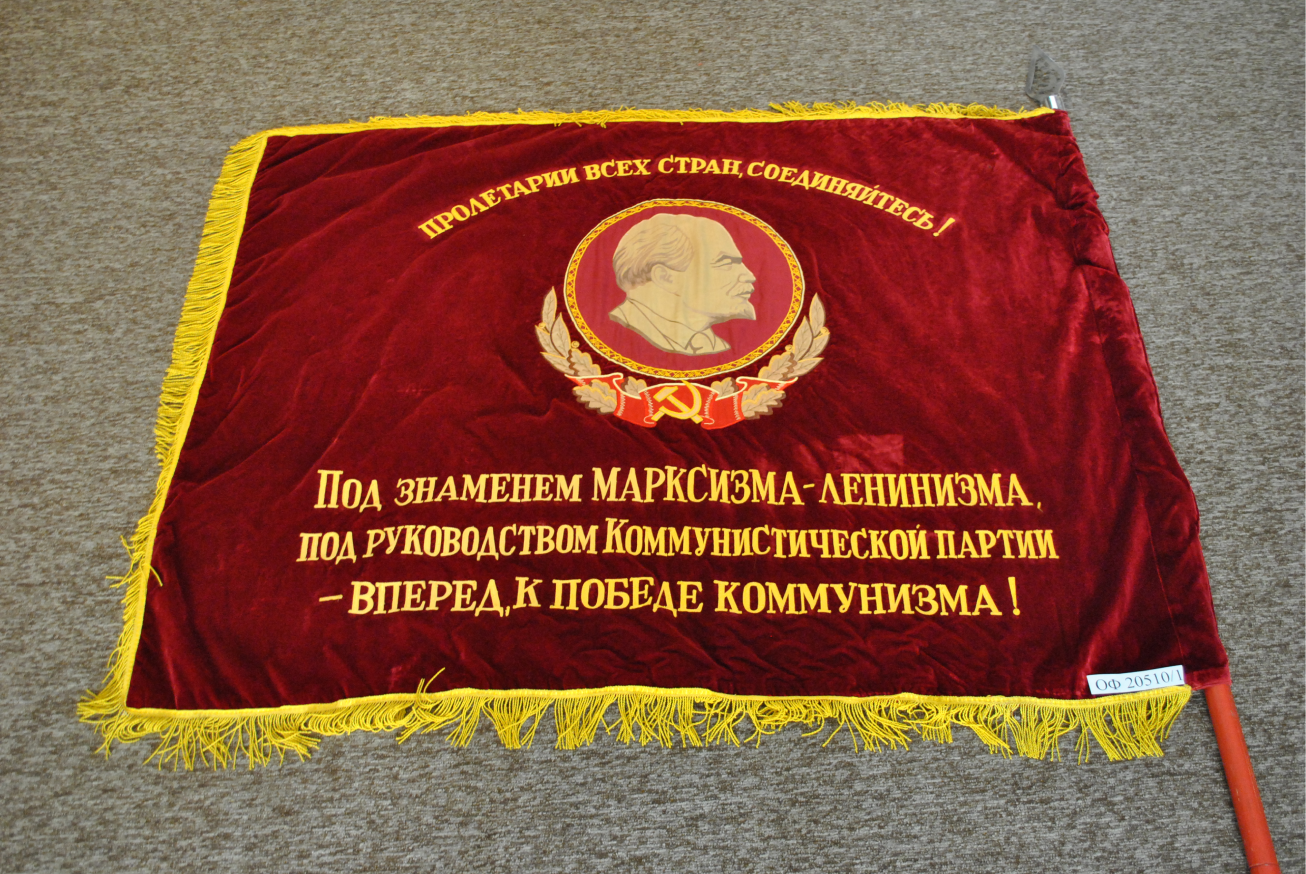 ПРОЛЕТАРИИ ВСЕХ СТРАН, СОЕДИНЯЙТЕСЬ!
ПОД ЗНАМЕНЕМ МАРКСИЗМА-ЛЕНИНИЗМА,
ПОД РУКОВОДСТВОМ КОММУНИСТИЧЕСКОЙ ПАРТИИ
– ВПЕРЕД, К ПОБЕДЕ КОММУНИЗМА!
ОФ 20510/1